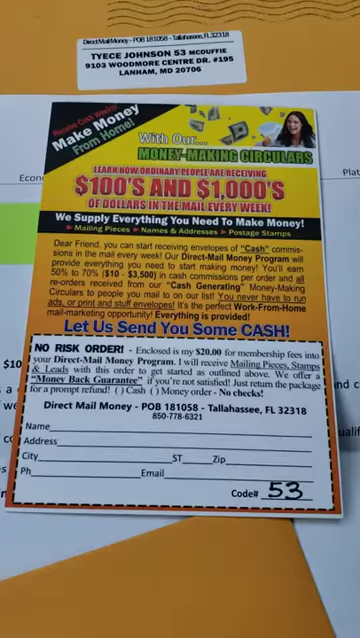 Direct Mail Money - POB 181058 - Tallahassee, FL 32318
TYECE JOHNSON 53 MCDUFFIE
9103 WOODMORE CENTRE DR. #195
LANHAM, MD 20706
Receive Cash Weekly
Make Money
From Home!
With Our...
MONEY-MAKING CIRCULARS
LEARN HOW ORDINARY PEOPLE ARE RECEIVING
$100'S AND $1,000'S
OF DOLLARS IN THE MAIL EVERY WEEK!
We Supply Everything You Need To Make Money!
Mailing Pieces Names & Addresses Postage Stamps
Dear Friend, you can start receiving envelopes of "Cash" commis-
sions in the mail every week! Our Direct-Mail Money Program will
provide everything you need to start making money! You'll earn
50% to 70% ($10 - $3,500) in cash commissions per order and all
re-orders received from our "Cash Generating" Money-Making
Circulars to people you mail to on our list! You never have to run
ads, or print and stuff envelopes! It's the perfect Work-From-Home
mail-marketing opportunity! Everything is provided!
Let Us Send You Some CASH!
NO RISK ORDER! - Enclosed is my $20.00 for membership fees into
your Direct-Mail Money Program. I will receive Mailing Pieces, Stamps
& Leads with this order to get started as outlined above. We offer a
"Money Back Guarantee" if you're not satisfied! Just return the package
for a prompt refund! ( ) Cash ( ) Money order - No checks!
Direct Mail Money - POB 181058 - Tallahassee, FL 32318
850-778-6321
Name
Address
City ST Zip
Ph Email
Code# 53
Econ
Plat
$10